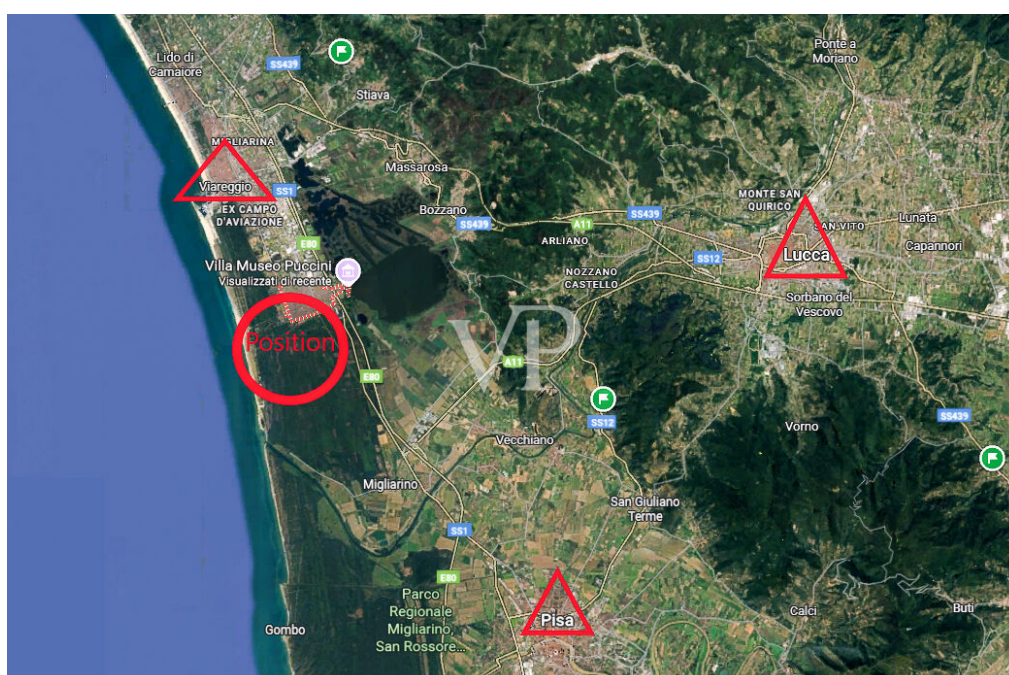 Lido di
Camaiore
SS439
Ponte a
Moriano
Stiava
MIGLIARINA
Massarosa
Viareggio
SS1
MONTE SAN
QUIRICO
EX CAMPO
D'AVIAZIONE
Bozzano
SS439
SS439
A11
SAN VITO
Lunata
ARLIANO
E80
Capannori
Lucca
SS12
Villa Museo Puccini
Visualizzati di recente
NOZZANO
CASTELLO
Sorbano del
Vescovo
Position
VP
A11
E80
SS12
SS439
Vorno
Vecchiano
Migliarino
San Giuliano
Terme
SS1
E80
Parco
Regionale
Migliarino,
San Rossore...
Gombo
Pisa
Calci
Buti